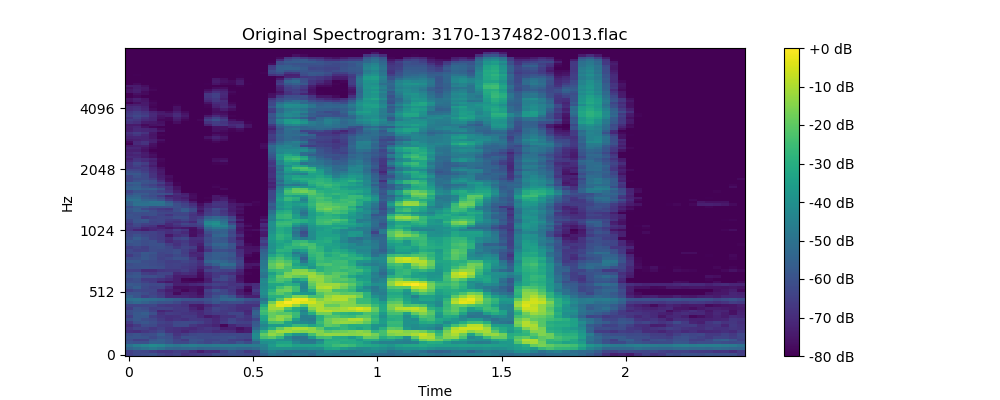 Original Spectrogram: 3170-137482-0013.flac
Hz
4096
2048
1024
512
0
0
0.5
1
1.5
2
Time
+0 dB
-10 dB
-20 dB
-30 dB
-40 dB
-50 dB
-60 dB
-70 dB
-80 dB